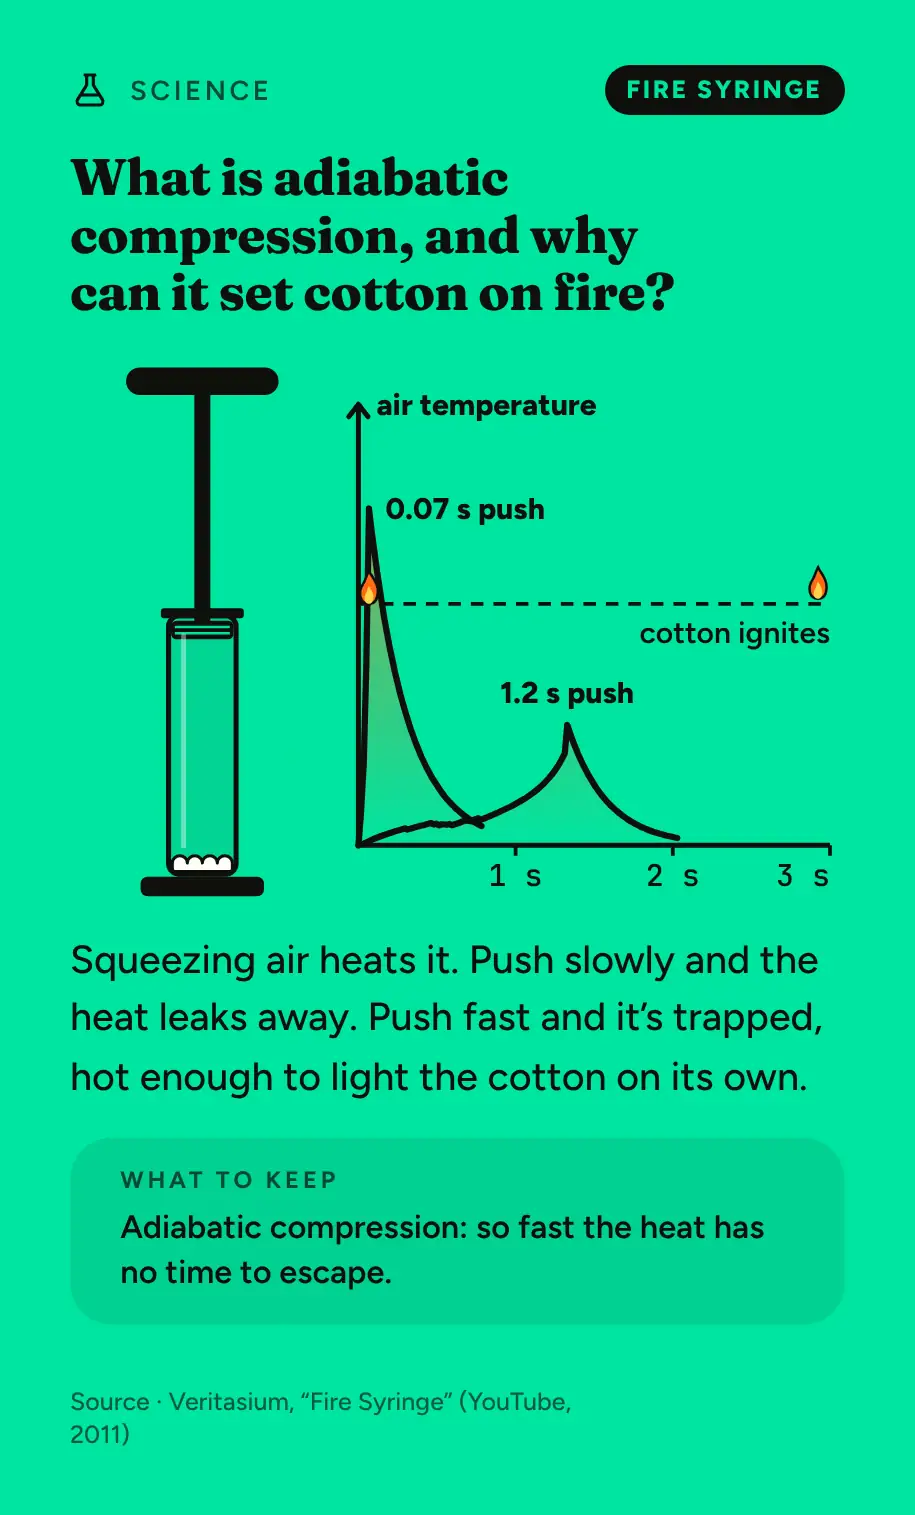 SCIENCE
FIRE SYRINGE
What is adiabatic
compression, and why
can it set cotton on fire?
air temperature
0.07 s push
cotton ignites
1.2 s push
1 s
2 s
3 s
Squeezing air heats it. Push slowly and the
heat leaks away. Push fast and it’s trapped,
hot enough to light the cotton on its own.
WHAT TO KEEP
Adiabatic compression: so fast the heat has
no time to escape.
Source · Veritasium, “Fire Syringe” (YouTube,
2011)